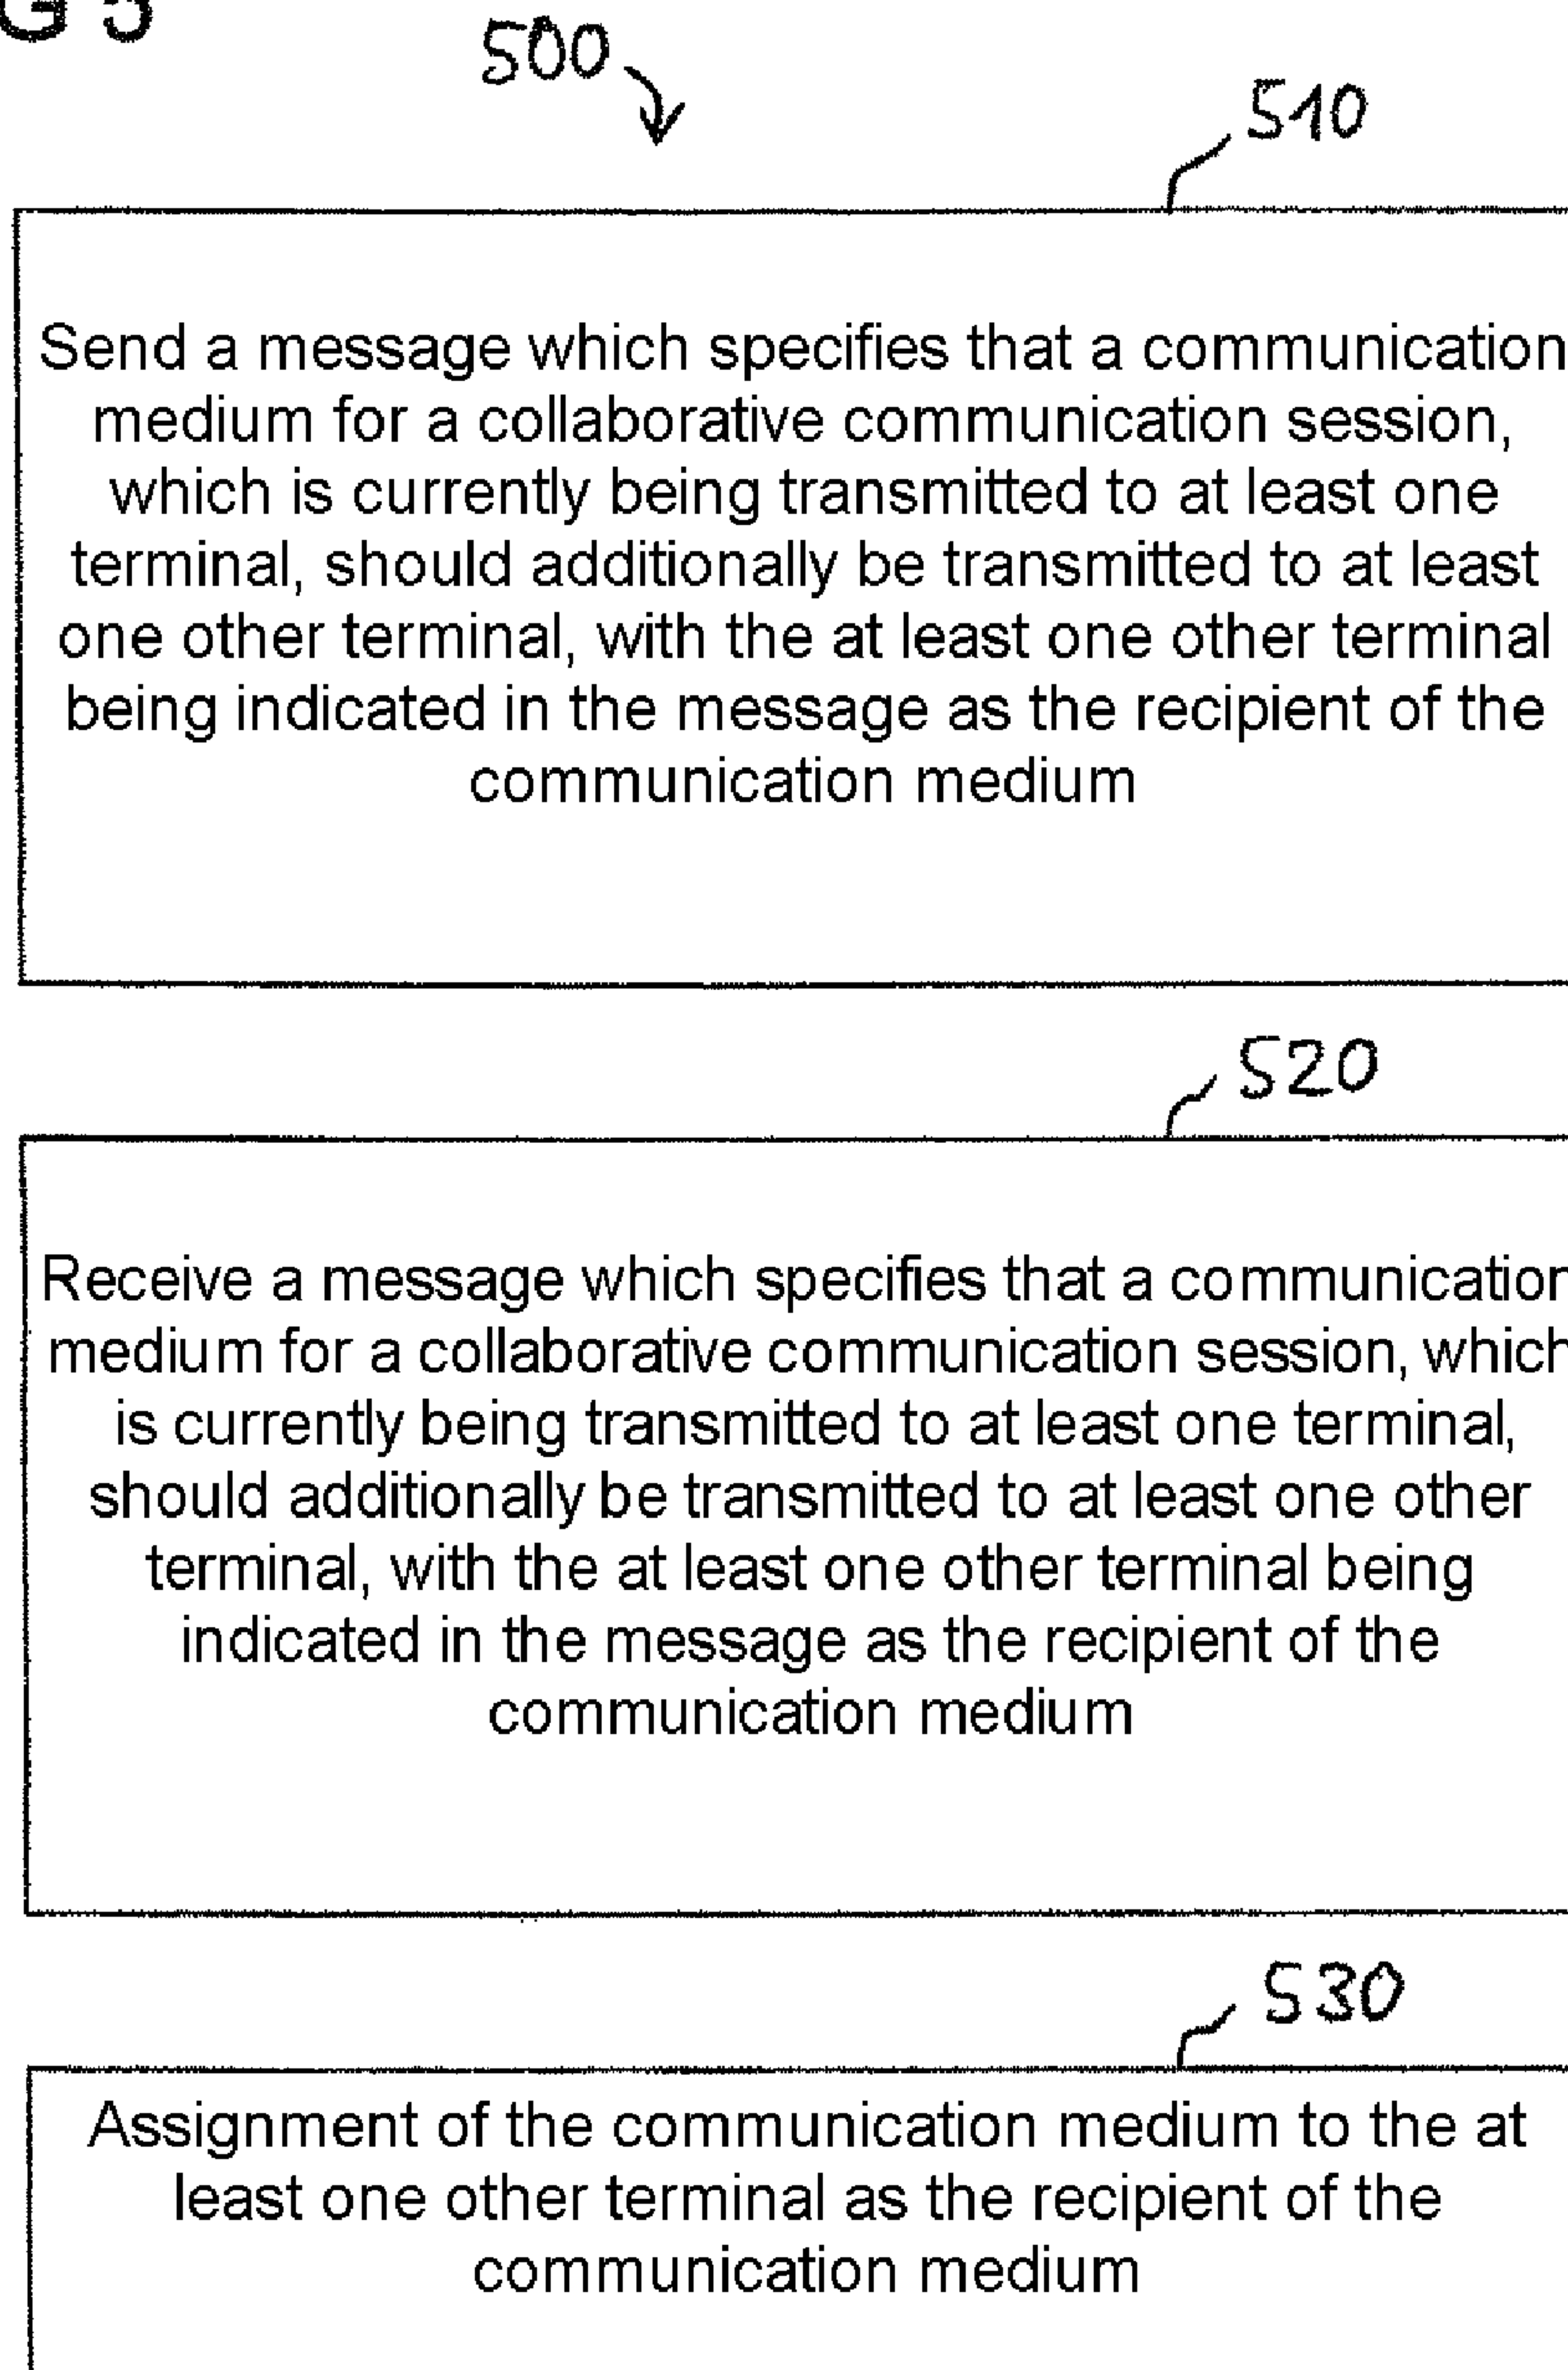 G 5
500
510
Send a message which specifies that a communication
medium for a collaborative communication session,
which is currently being transmitted to at least one
terminal, should additionally be transmitted to at least
one other terminal, with the at least one other terminal
being indicated in the message as the recipient of the
communication medium
520
Receive a message which specifies that a communication
medium for a collaborative communication session, which
is currently being transmitted to at least one terminal,
should additionally be transmitted to at least one other
terminal, with the at least one other terminal being
indicated in the message as the recipient of the
communication medium
530
Assignment of the communication medium to the at
least one other terminal as the recipient of the
communication medium